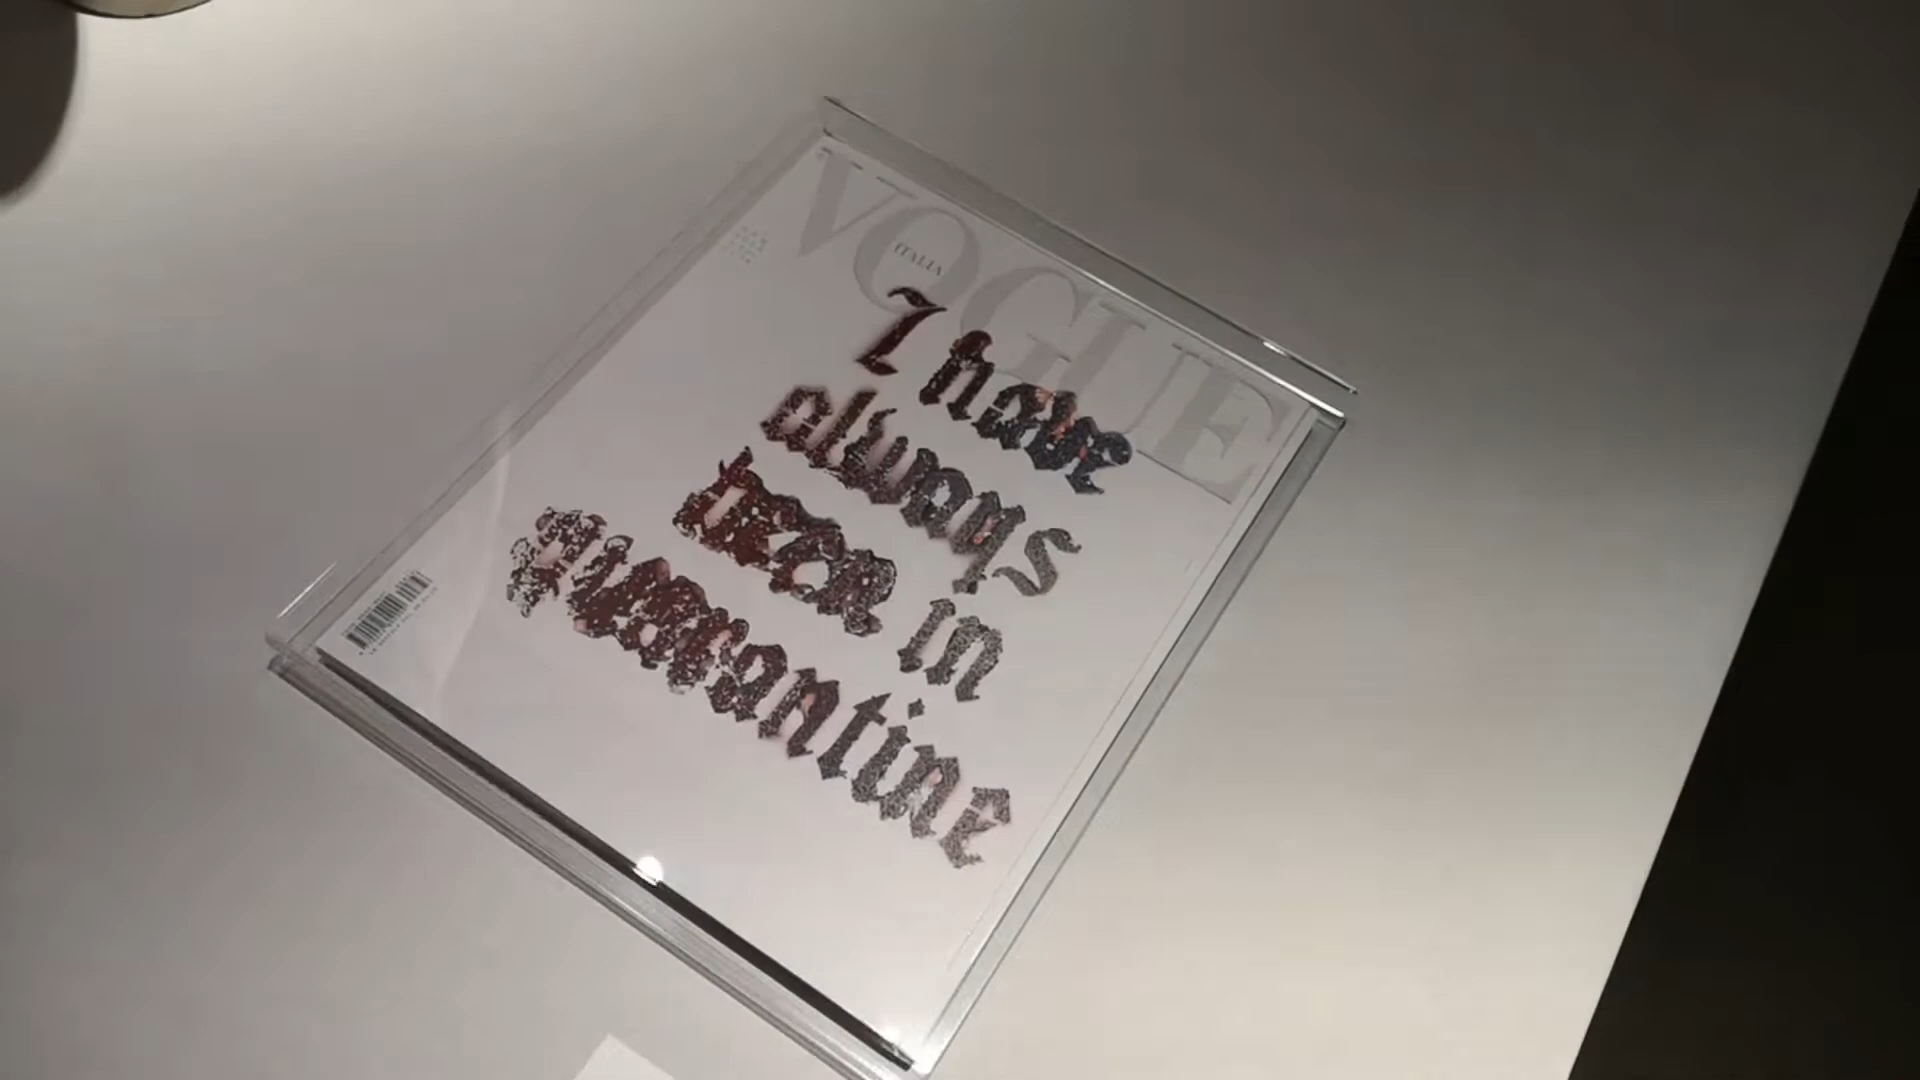 VOGUE
ITALIA
I have
always
been in
quarantine